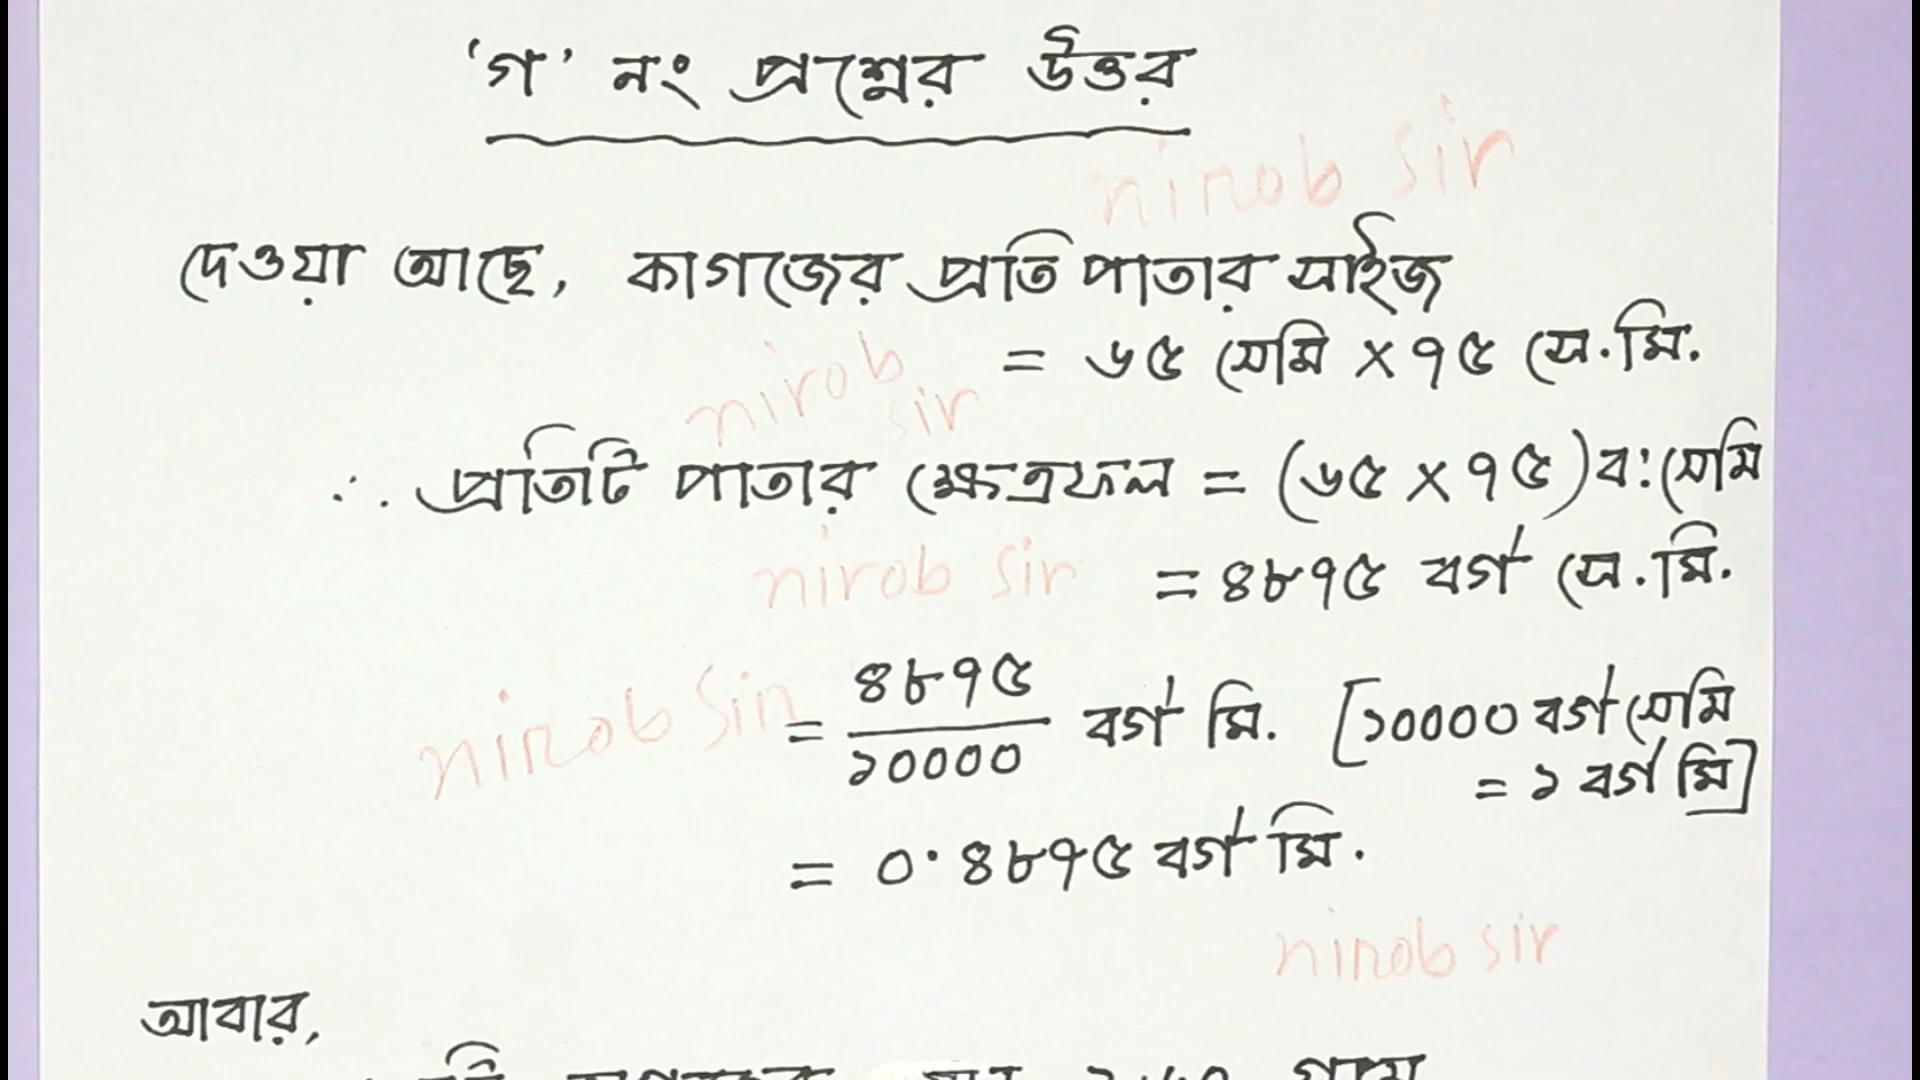 'গ' নং প্রশ্নের উত্তর
nirob sir
দেওয়া আছে, কাগজের প্রতি পাতার সাইজ
= ৬৫ সেমি × ৭৫ সে.মি.
nirob
sir
∴ প্রতিটি পাতার ক্ষেত্রফল = (৬৫ × ৭৫) ব: সেমি
nirob sir
= ৪৮৭৫ বর্গ সে.মি.
nirob sir
= ৪৮৭৫/১০০০০ বর্গ মি. [১০০০০ বর্গ সেমি
= ১ বর্গ মি]
= ০.৪৮৭৫ বর্গ মি.
nirob sir
আবার,
গ্রাম